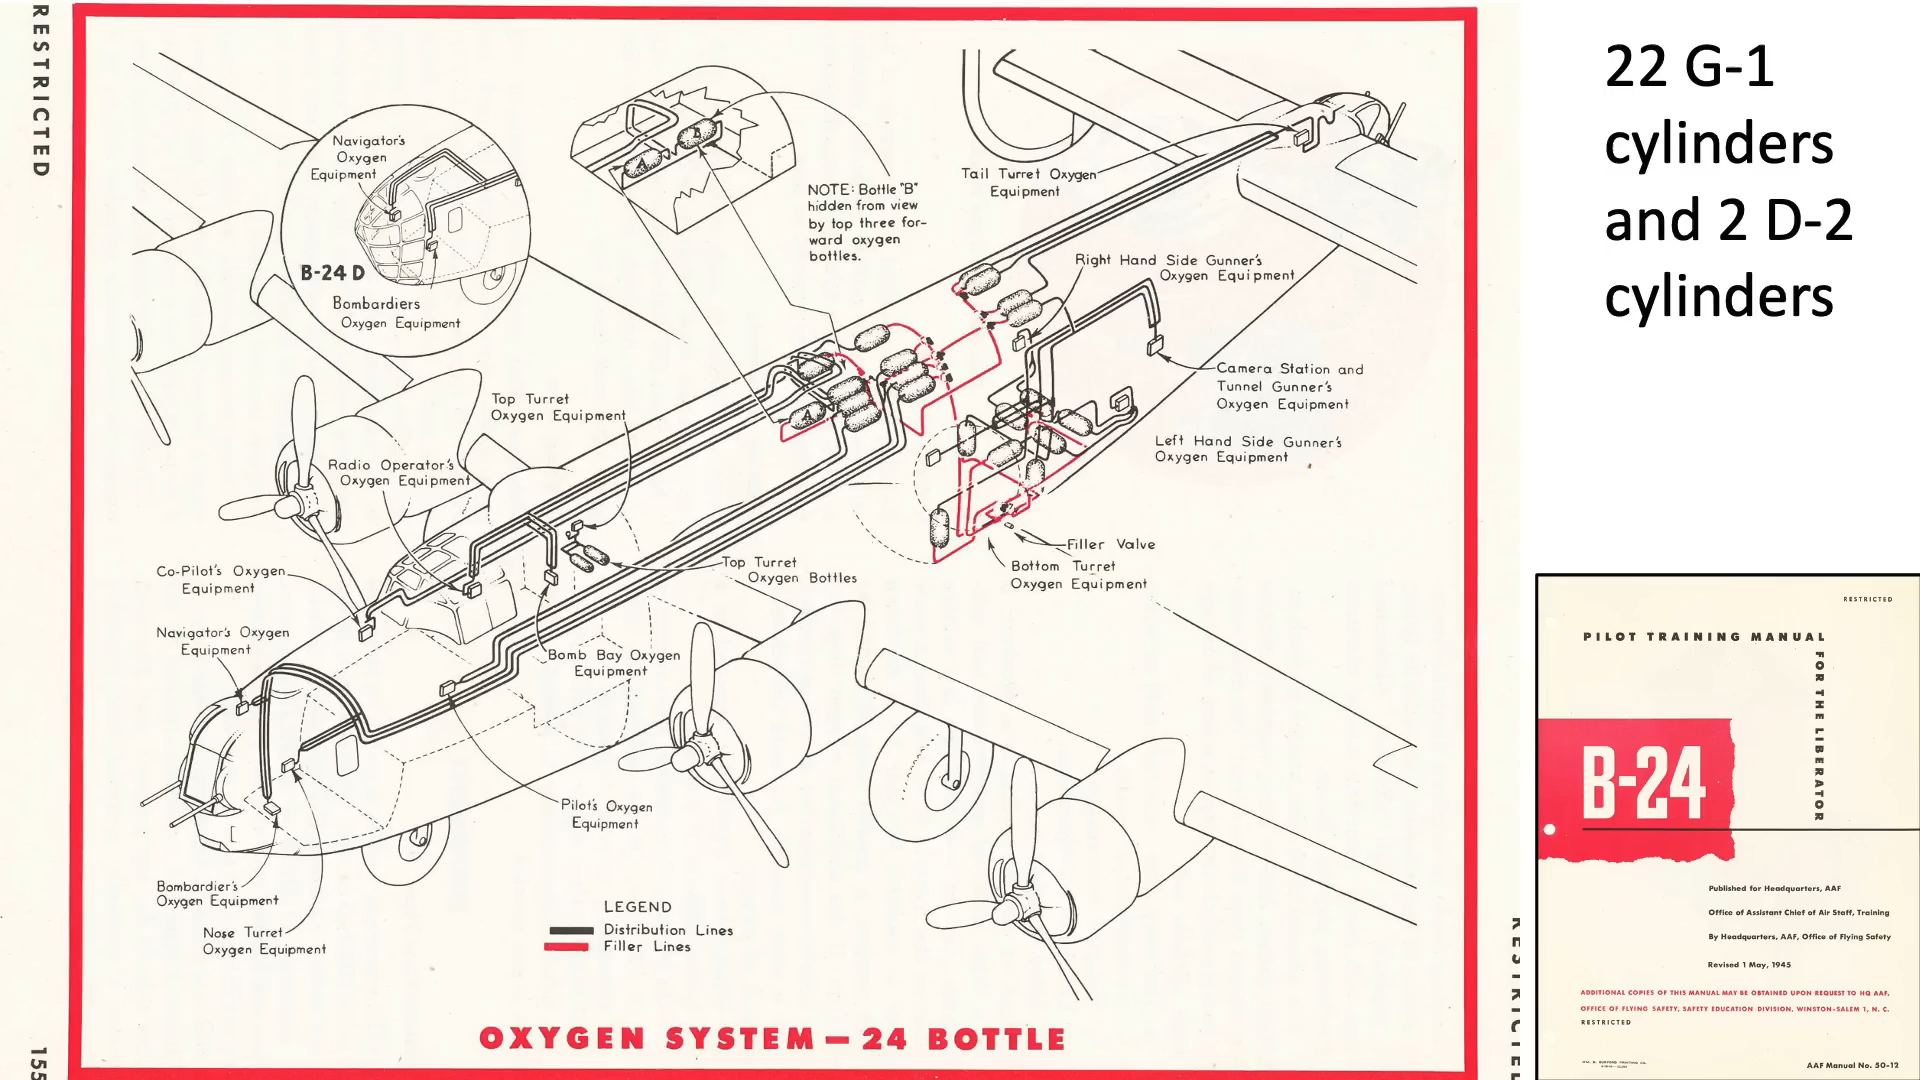 RESTRICTED
Navigator's
Oxygen
Equipment
B-24 D
Bombardiers
Oxygen Equipment
A
B
NOTE: Bottle "B"
hidden from view
by top three for-
ward oxygen
bottles.
Tail Turret Oxygen
Equipment
Right Hand Side Gunner's
Oxygen Equipment
Camera Station and
Tunnel Gunner's
Oxygen Equipment
Left Hand Side Gunner's
Oxygen Equipment
A
Top Turret
Oxygen Equipment
Radio Operator's
Oxygen Equipment
Co-Pilot's Oxygen
Equipment
Navigator's Oxygen
Equipment
Filler Valve
Bottom Turret
Oxygen Equipment
Top Turret
Oxygen Bottles
Bomb Bay Oxygen
Equipment
Pilot's Oxygen
Equipment
Bombardier's
Oxygen Equipment
Nose Turret
Oxygen Equipment
LEGEND
Distribution Lines
Filler Lines
OXYGEN SYSTEM — 24 BOTTLE
155
RESTRICTED
22 G-1
cylinders
and 2 D-2
cylinders
RESTRICTED
PILOT TRAINING MANUAL
FOR THE LIBERATOR
B-24
Published for Headquarters, AAF
Office of Assistant Chief of Air Staff, Training
By Headquarters, AAF, Office of Flying Safety
Revised 1 May, 1945
ADDITIONAL COPIES OF THIS MANUAL MAY BE OBTAINED UPON REQUEST TO HQ AAF,
OFFICE OF FLYING SAFETY, SAFETY EDUCATION DIVISION, WINSTON-SALEM 1, N. C.
RESTRICTED
AAF Manual No. 50-12